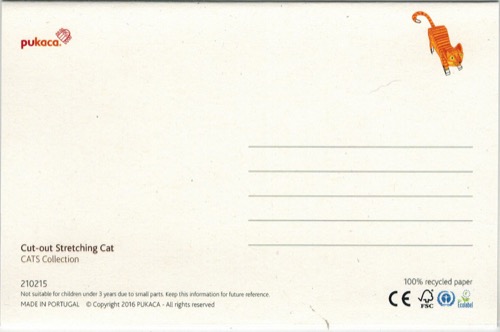 pukaca.
Cut-out Stretching Cat
CATS Collection
210215
100% recycled paper
Not suitable for children under 3 years due to small parts. Keep this information for future reference.
MADE IN PORTUGAL © Copyright 2016 PUKACA - All rights reserved
CE FSC Ecolabel